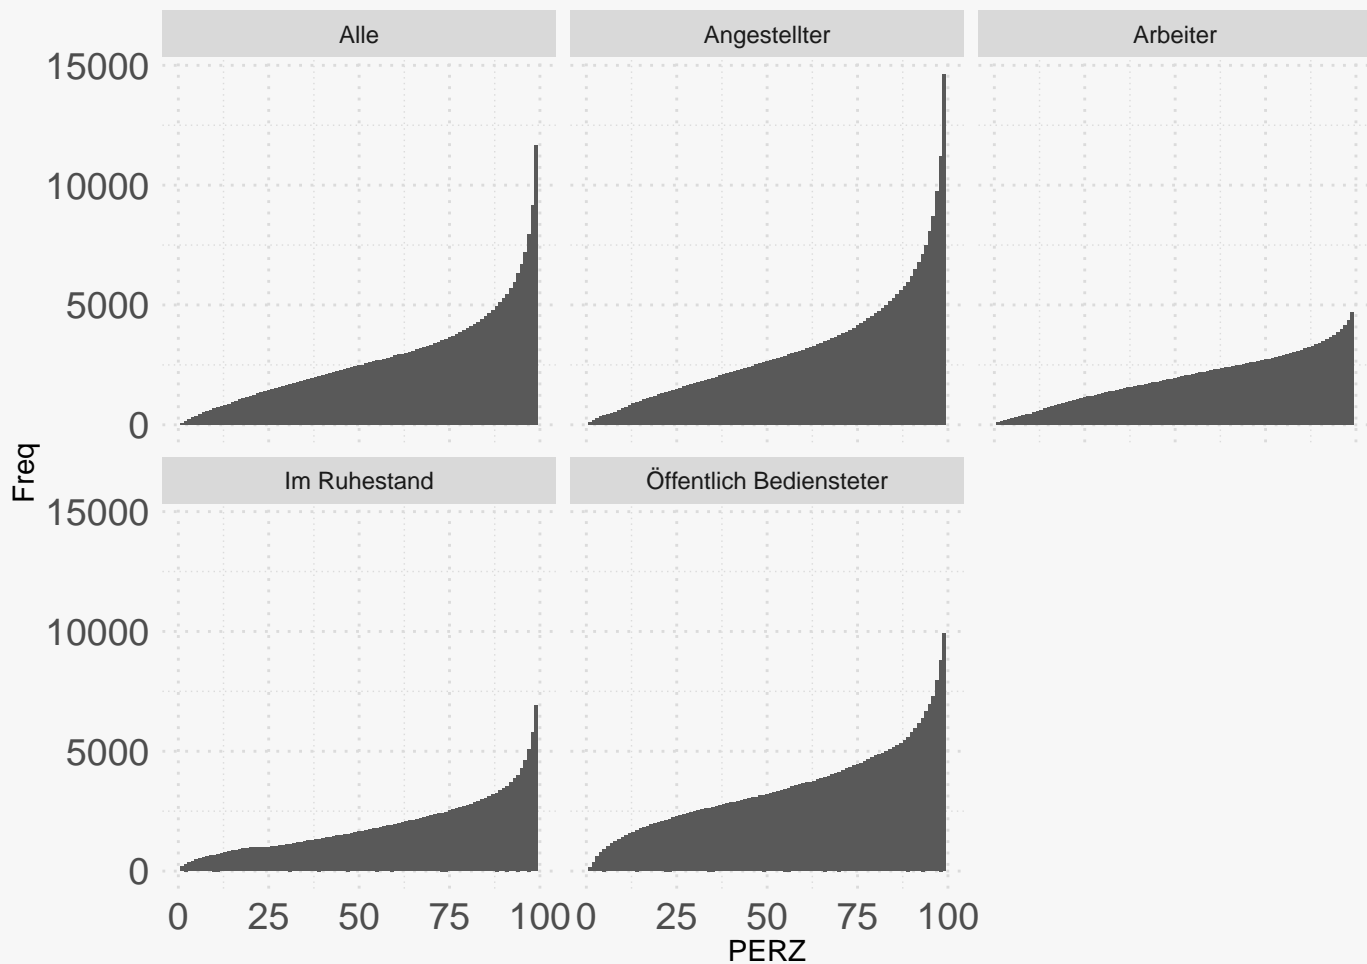 Alle
Angestellter
Arbeiter
15000
10000
5000
0
Freq
Im Ruhestand
Öffentlich Bediensteter
15000
10000
5000
0
0 25 50 75 100
0 25 50 75 100
PERZ